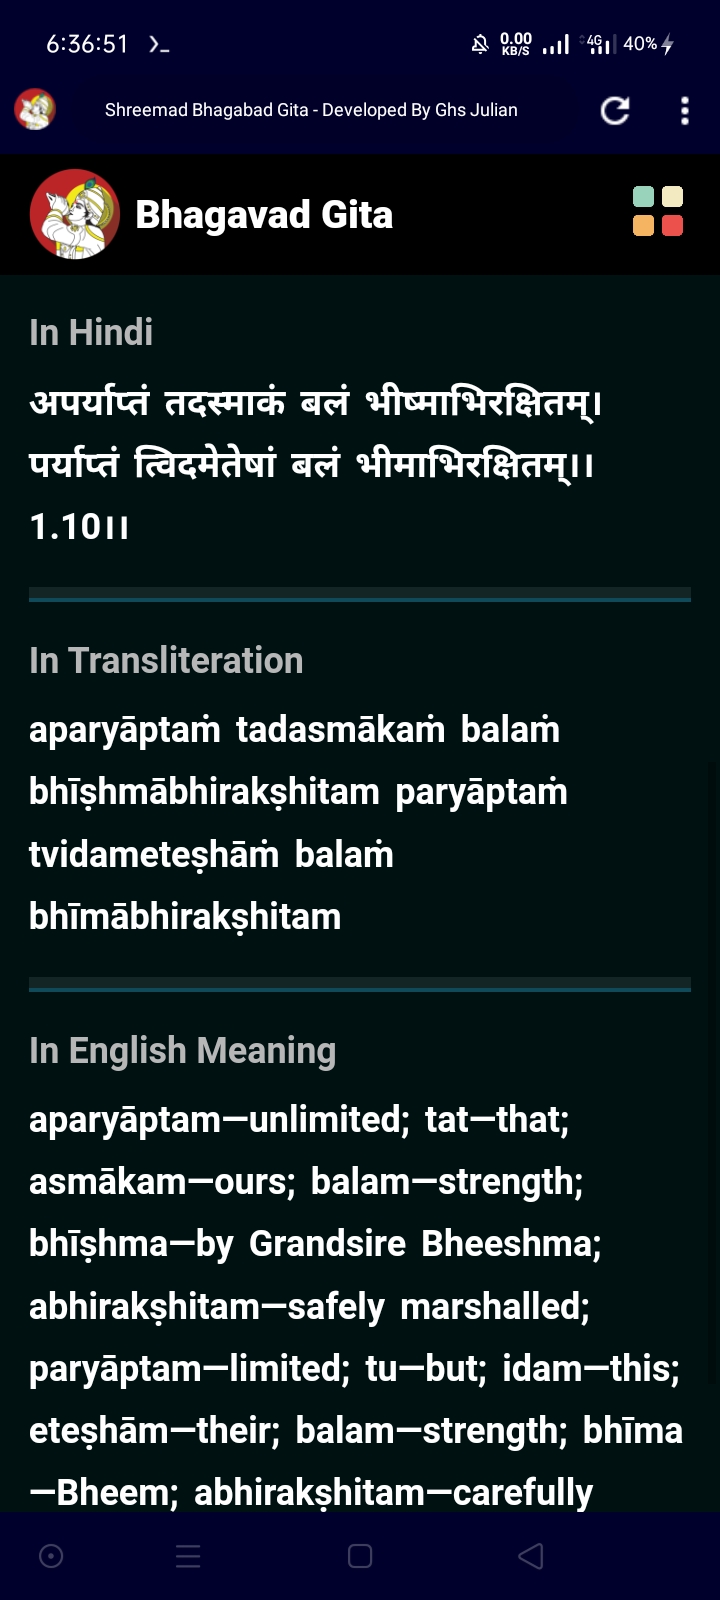 6:36:51
0.00
KB/S
4G
40%
Shreemad Bhagabad Gita - Developed By Ghs Julian
Bhagavad Gita
In Hindi
अपर्याप्तं तदस्माकं बलं भीष्माभिरक्षितम्।
पर्याप्तं त्विदमेतेषां बलं भीमाभिरक्षितम्।।
1.10।।
In Transliteration
aparyāptaṁ tadasmākaṁ balaṁ
bhīṣhmābhirakṣhitam paryāptaṁ
tvidameteṣhāṁ balaṁ
bhīmābhirakṣhitam
In English Meaning
aparyāptam—unlimited; tat—that;
asmākam—ours; balam—strength;
bhīṣhma—by Grandsire Bheeshma;
abhirakṣhitam—safely marshalled;
paryāptam—limited; tu—but; idam—this;
eteṣhām—their; balam—strength; bhīma
—Bheem; abhirakṣhitam—carefully